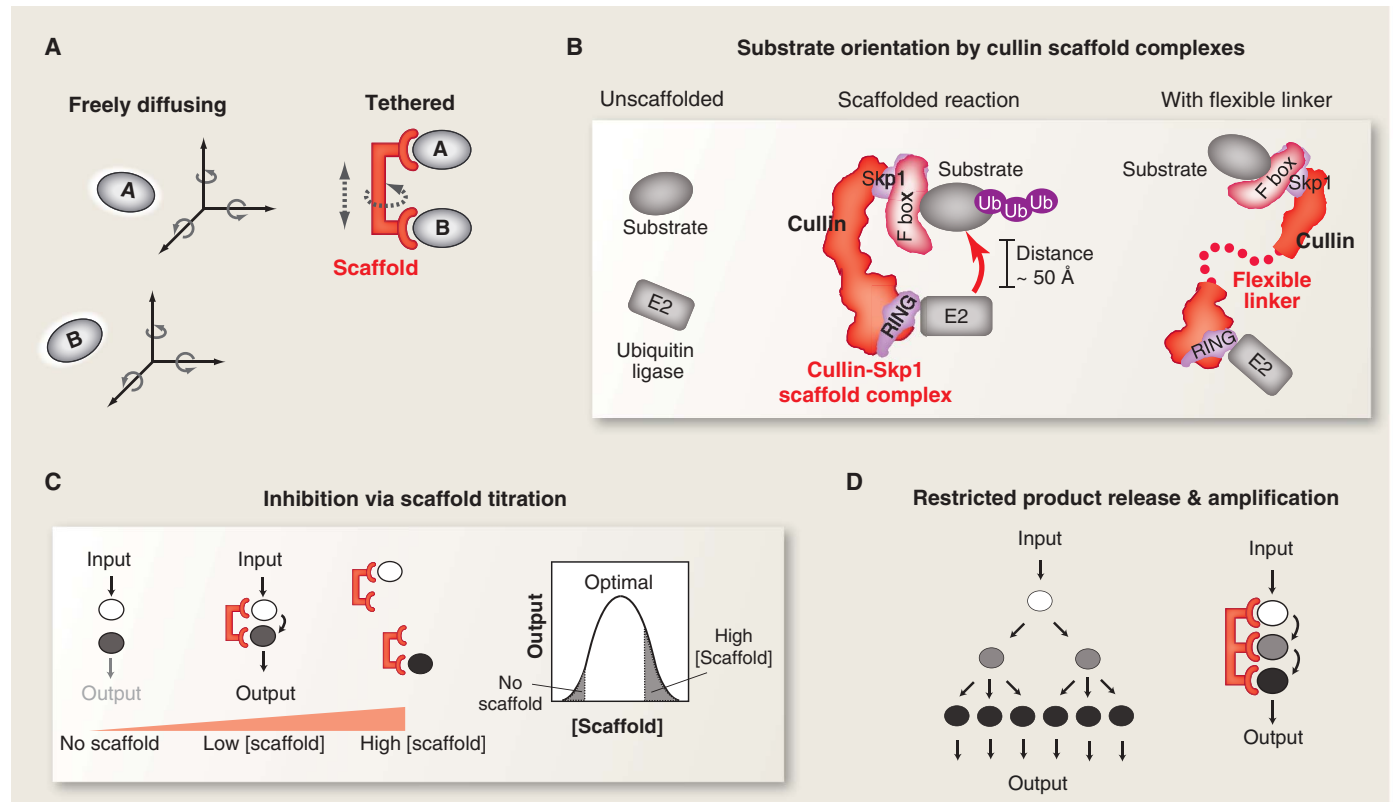 A
Freely diffusing
Tethered
A
B
A
B
Scaffold
B
Substrate orientation by cullin scaffold complexes
Unscaffolded
Scaffolded reaction
With flexible linker
Substrate
E2
Ubiquitin
ligase
Skp1
Substrate
Cullin
F box
Ub
Ub
Ub
Distance
~ 50 Å
RING
E2
Cullin-Skp1
scaffold complex
Substrate
F box
Skp1
Cullin
Flexible
linker
RING
E2
C
Inhibition via scaffold titration
Input
Output
No scaffold
Input
Output
Low [scaffold]
High [scaffold]
Output
Optimal
No
scaffold
High
[Scaffold]
[Scaffold]
D
Restricted product release & amplification
Input
Output
Input
Output